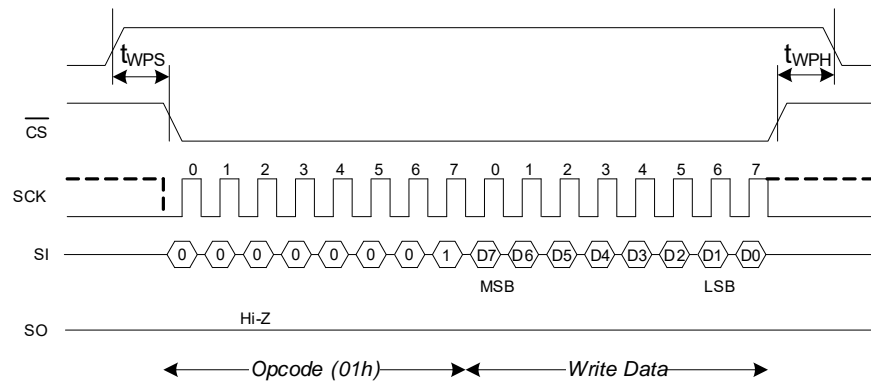 tWPS tWPH
CS
0 1 2 3 4 5 6 7 0 1 2 3 4 5 6 7
SCK
SI 0 0 0 0 0 0 0 1 D7 D6 D5 D4 D3 D2 D1 D0
MSB LSB
Hi-Z
SO
Opcode (01h) Write Data